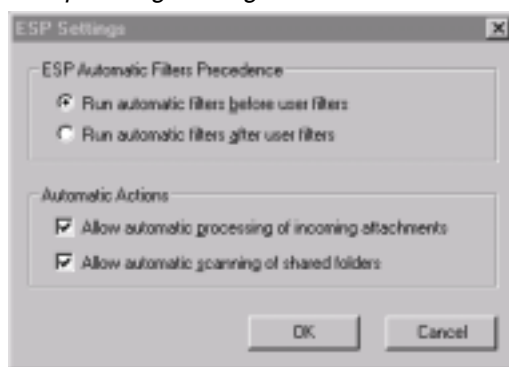 ESP Settings
ESP Automatic Filters Precedence
Run automatic filters before user filters
Run automatic filters after user filters
Automatic Actions
Allow automatic processing of incoming attachments
Allow automatic scanning of shared folders
OK
Cancel